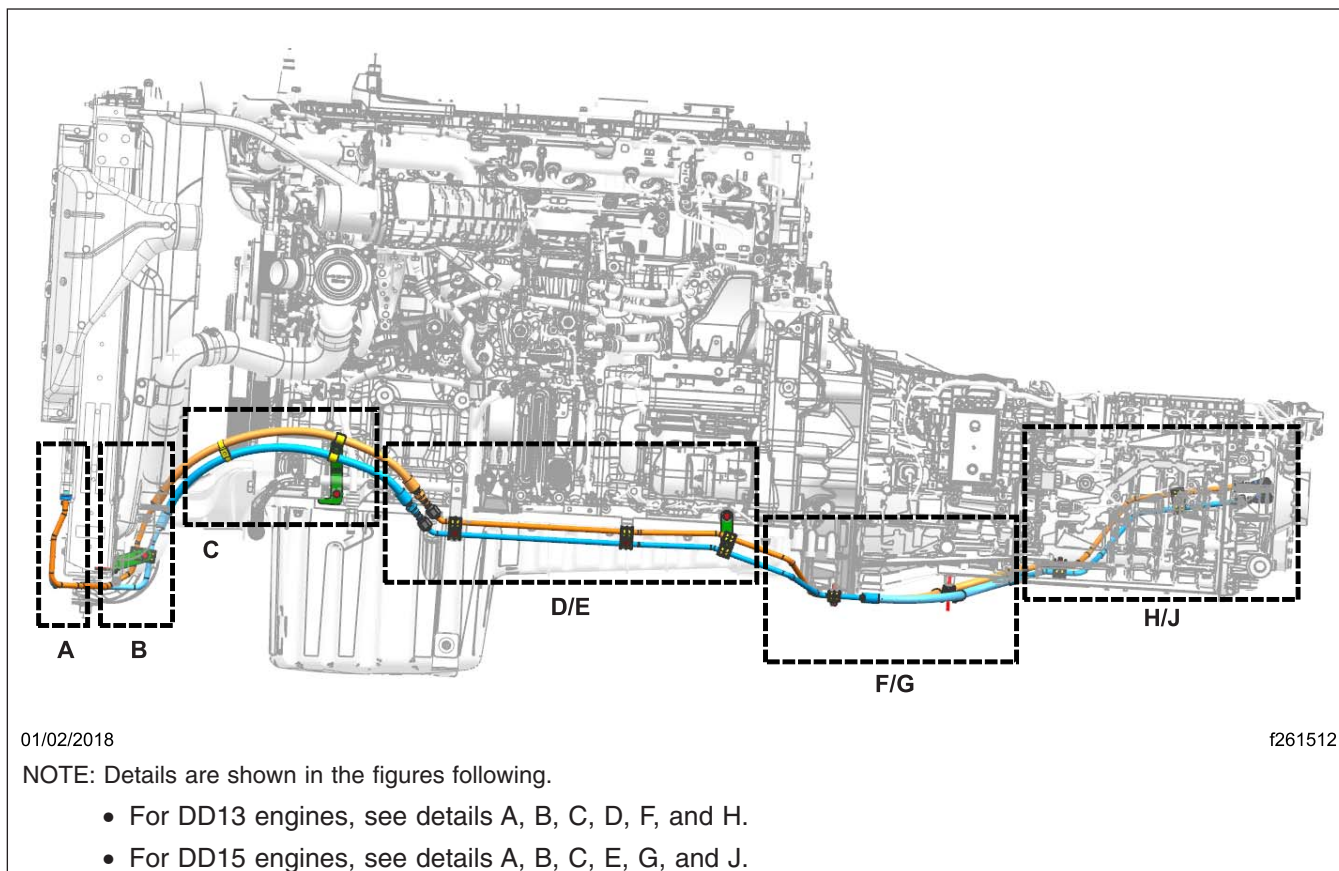 A
B
C
D/E
F/G
H/J
01/02/2018
f261512
NOTE: Details are shown in the figures following.
• For DD13 engines, see details A, B, C, D, F, and H.
• For DD15 engines, see details A, B, C, E, G, and J.